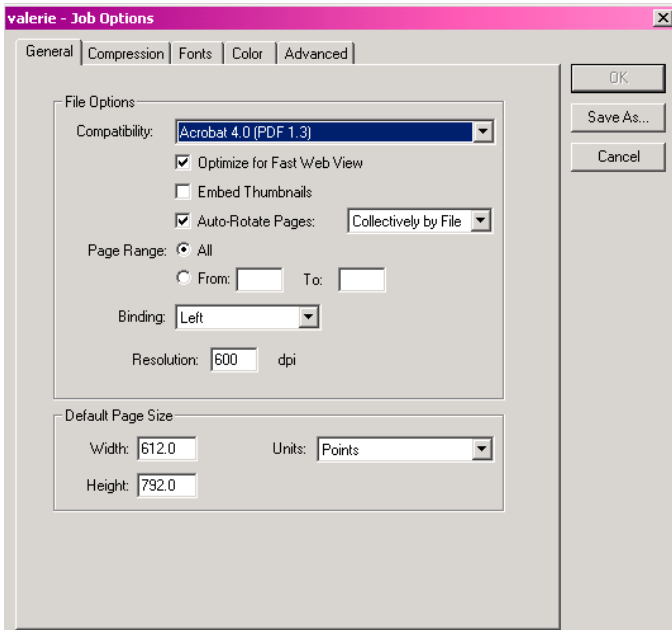 valerie - Job Options
General Compression Fonts Color Advanced
OK
Save As...
Cancel
File Options
Compatibility: Acrobat 4.0 (PDF 1.3)
Optimize for Fast Web View
Embed Thumbnails
Auto-Rotate Pages: Collectively by File
Page Range: All
From: To:
Binding: Left
Resolution: 600 dpi
Default Page Size
Width: 612.0 Units: Points
Height: 792.0